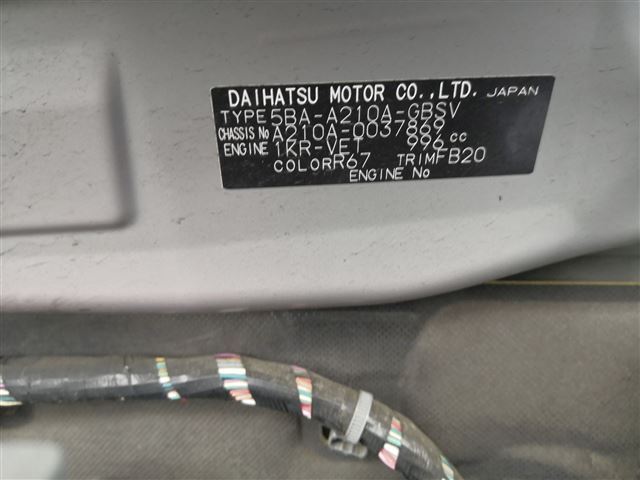 DAIHATSU MOTOR CO.,LTD. JAPAN
TYPE 5BA-A210A-GBSV
CHASSIS No A210A-0037869
ENGINE 1KR-VET 996 cc
COLOR R67 TRIM FB20
ENGINE No